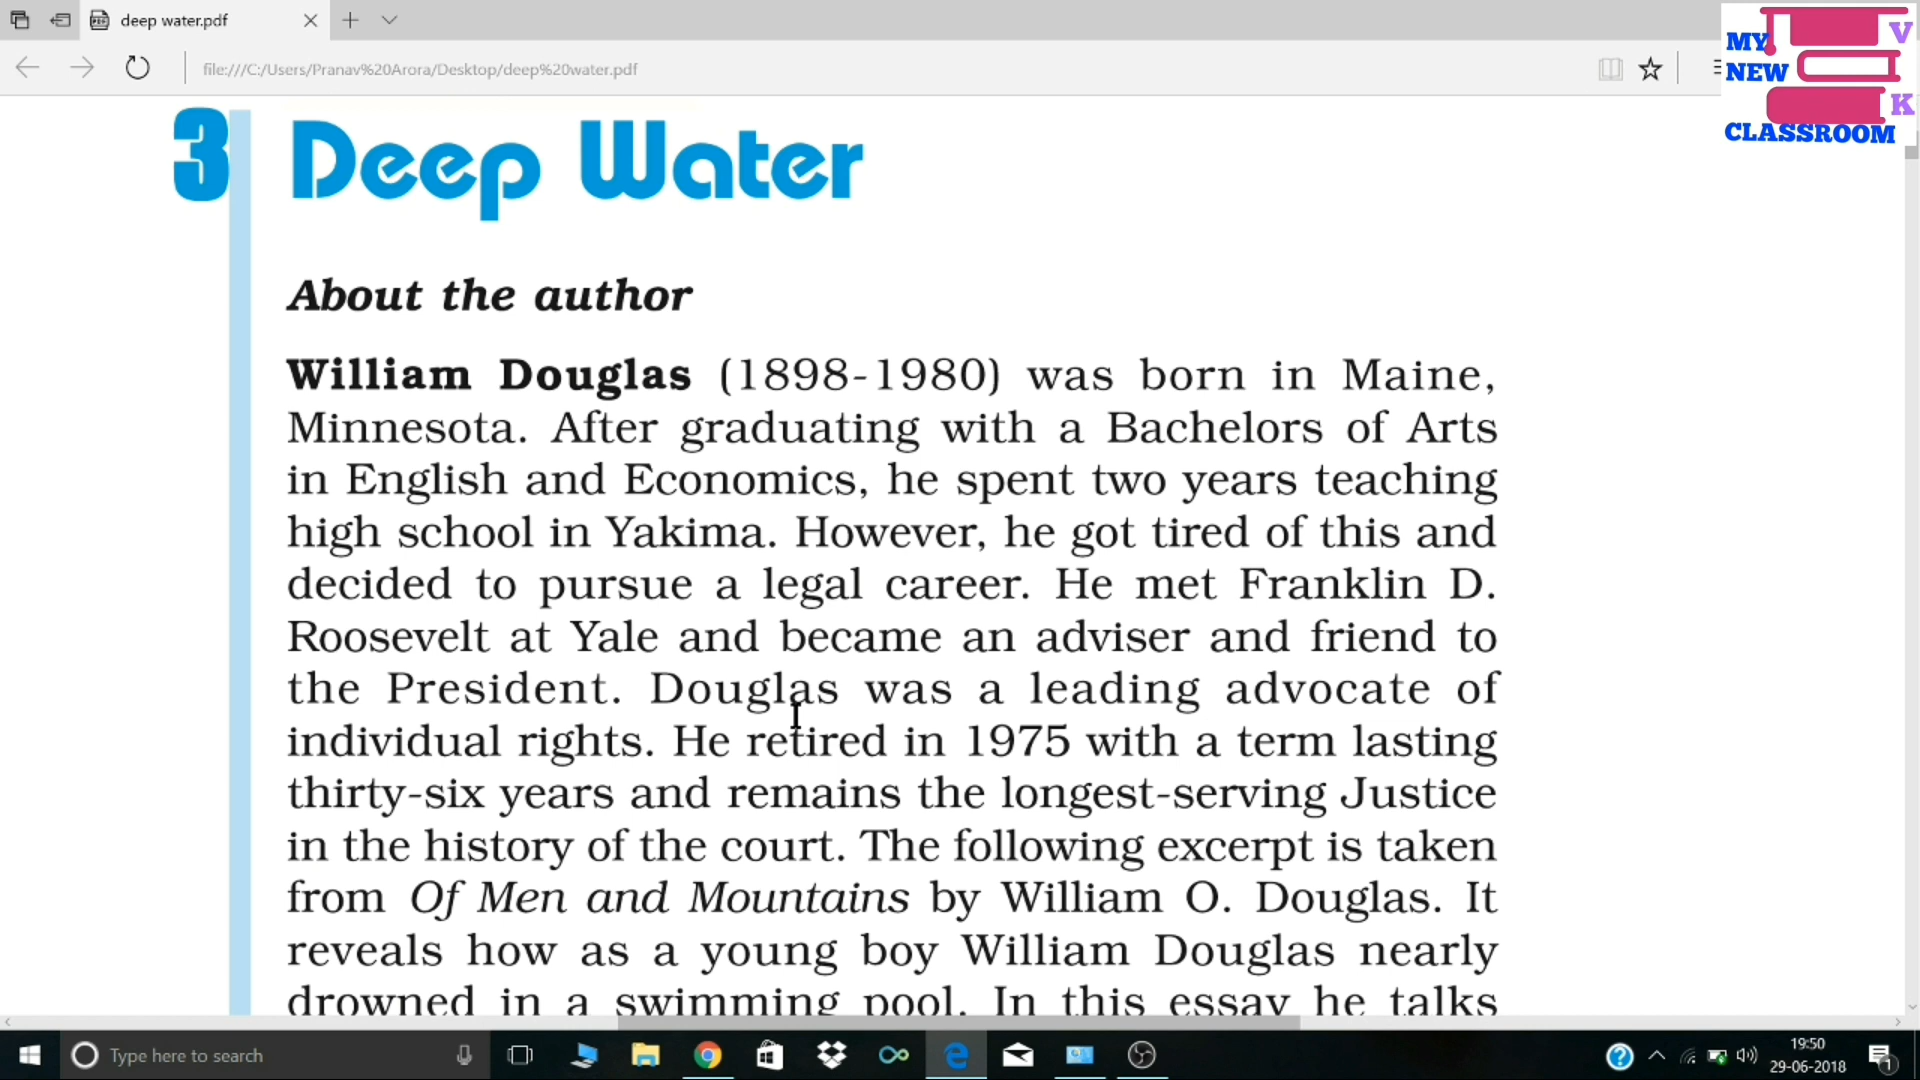 deep water.pdf
file:///C:/Users/Pranav%20Arora/Desktop/deep%20water.pdf
MY
NEW
CLASSROOM
V
K
3 Deep Water
About the author
William Douglas (1898-1980) was born in Maine,
Minnesota. After graduating with a Bachelors of Arts
in English and Economics, he spent two years teaching
high school in Yakima. However, he got tired of this and
decided to pursue a legal career. He met Franklin D.
Roosevelt at Yale and became an adviser and friend to
the President. Douglas was a leading advocate of
individual rights. He retired in 1975 with a term lasting
thirty-six years and remains the longest-serving Justice
in the history of the court. The following excerpt is taken
from Of Men and Mountains by William O. Douglas. It
reveals how as a young boy William Douglas nearly
drowned in a swimming pool. In this essay he talks
Type here to search
19:50
29-06-2018
1